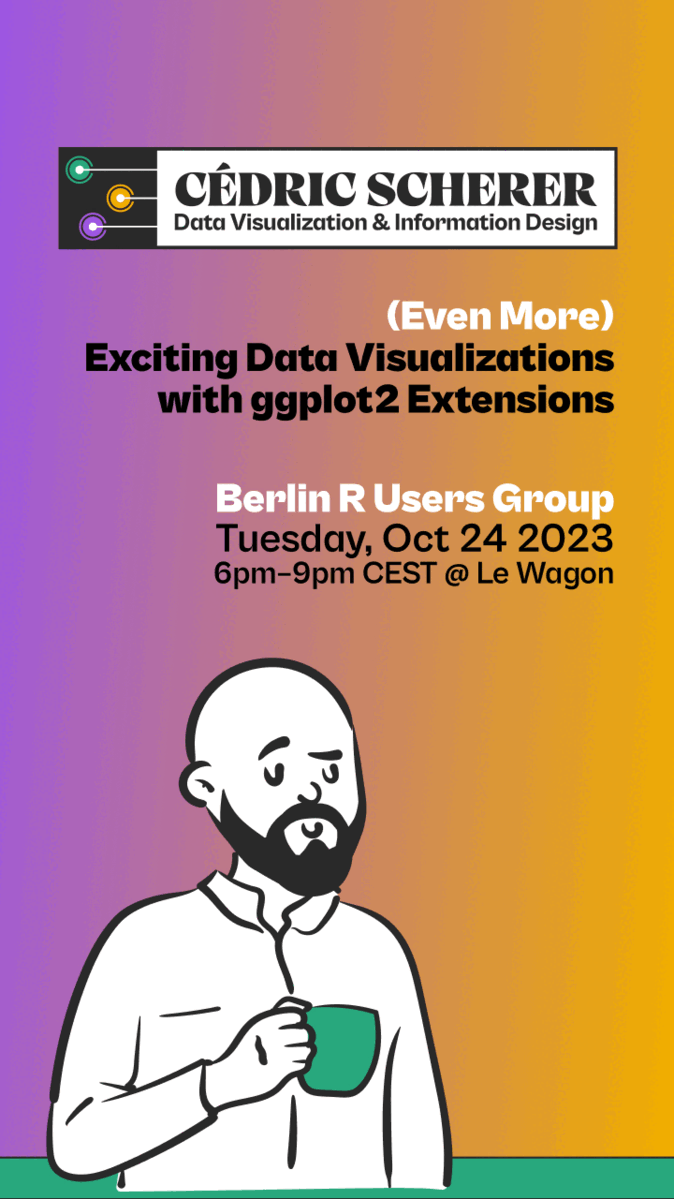 CÉDRIC SCHERER
Data Visualization & Information Design
(Even More)
Exciting Data Visualizations
with ggplot2 Extensions
Berlin R Users Group
Tuesday, Oct 24 2023
6pm–9pm CEST @ Le Wagon